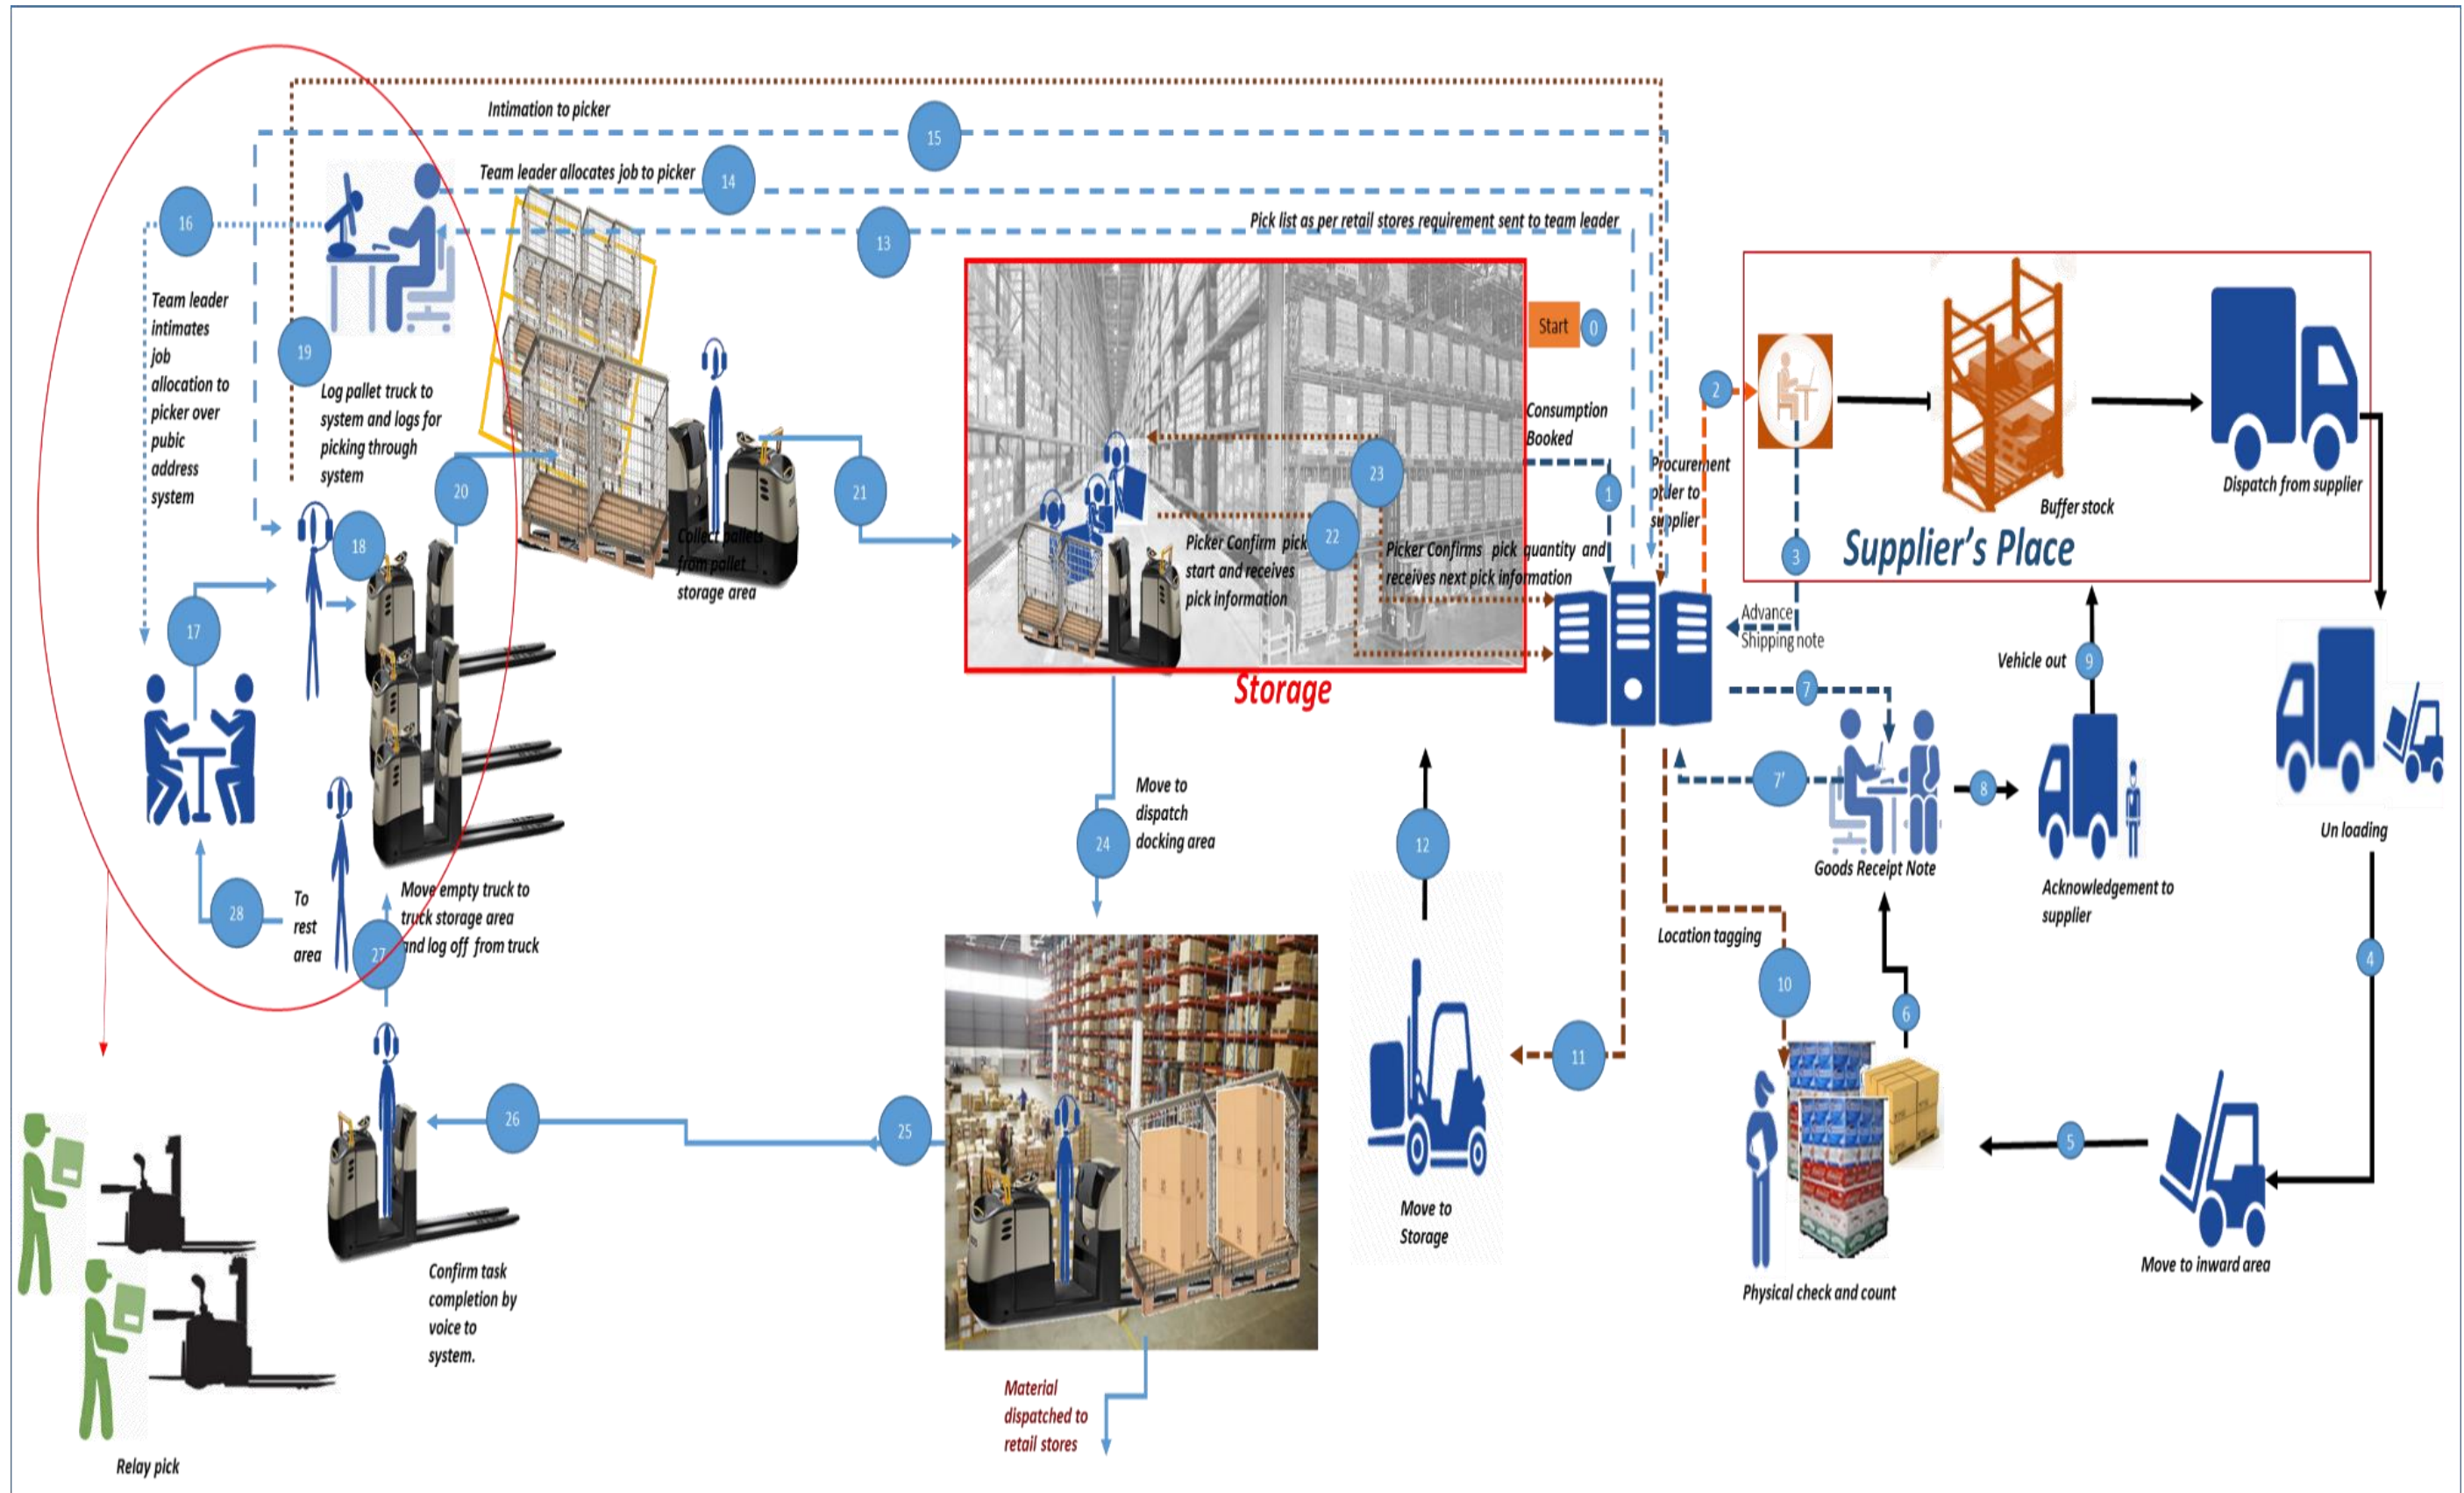 Intimation to picker
15
Team leader allocates job to picker
14
16
Pick list as per retail stores requirement sent to team leader
13
Team leader
intimates
job
allocation to
picker over
pubic
address
system
19
Log pallet truck to
system and logs for
picking through
system
20
21
18
17
Collect pallets
from pallet
storage area
Start
0
Consumption
Booked
1
23
22
Picker Confirm pick
start and receives
pick information
Picker Confirms pick quantity and
receives next pick information
Storage
2
Procurement
order to
supplier
3
Buffer stock
Dispatch from supplier
Supplier's Place
Advance
Shipping note
Vehicle out
9
7
7'
8
Goods Receipt Note
Acknowledgement to
supplier
Un loading
4
Move to
dispatch
docking area
24
12
Location tagging
10
6
11
5
Move to inward area
Physical check and count
Move to
Storage
28
To
rest
area
27
Move empty truck to
truck storage area
and log off from truck
26
25
Confirm task
completion by
voice to
system.
Material
dispatched to
retail stores
Relay pick